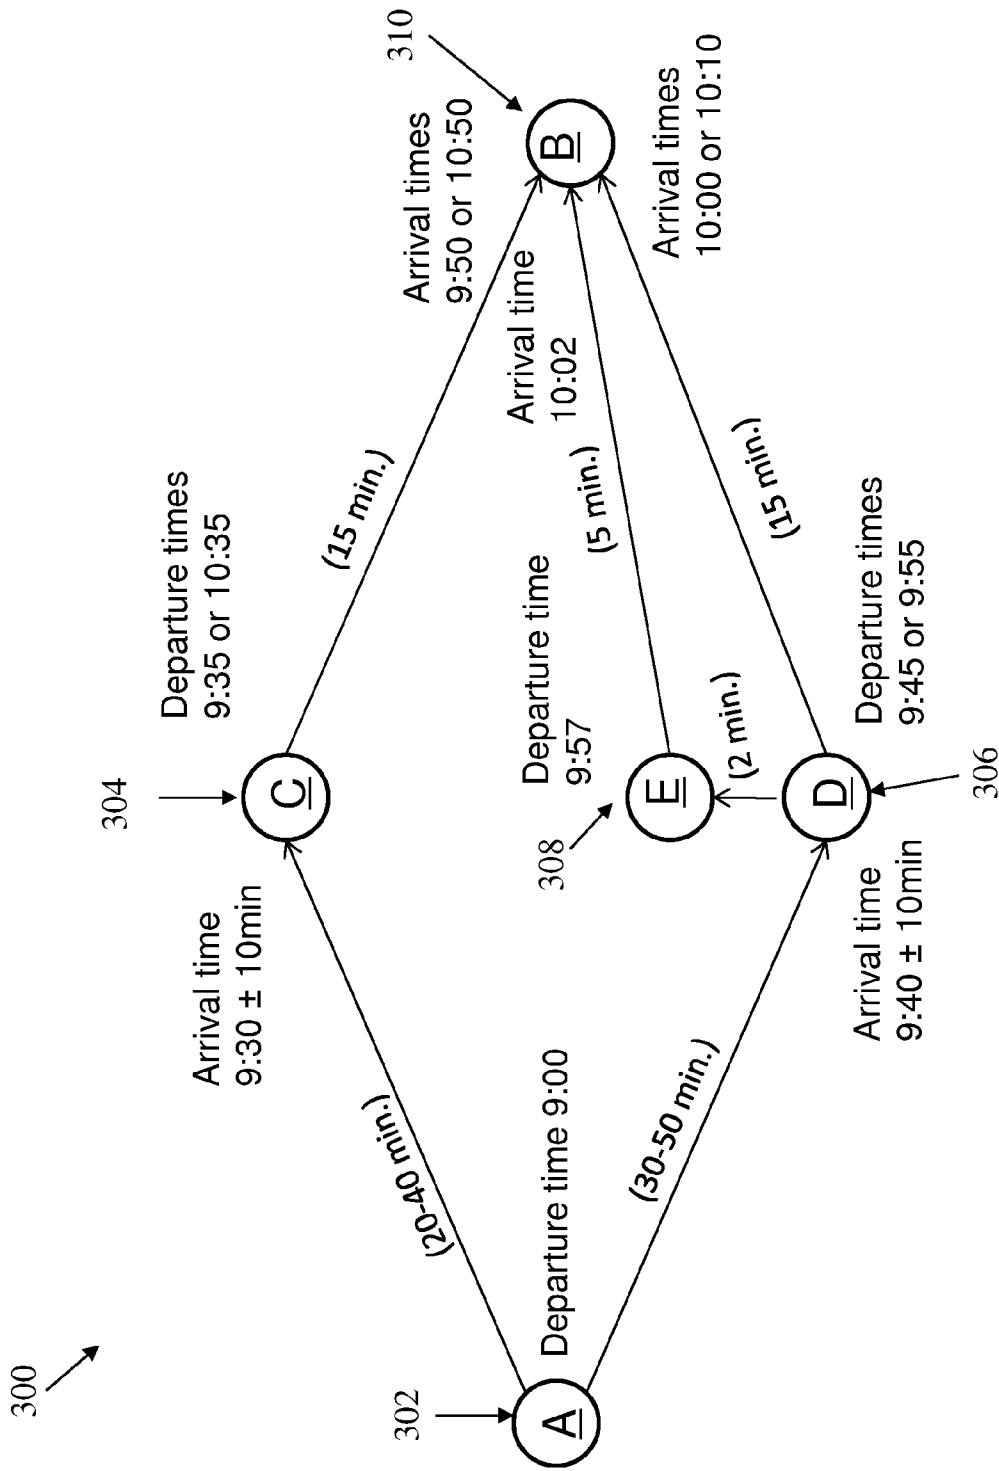 300
302
A
Departure time 9:00
(20-40 min.)
(30-50 min.)
Arrival time
9:30 ± 10min
304
C
Departure times
9:35 or 10:35
308
E
Departure time
9:57
(2 min.)
Arrival time
9:40 ± 10min
D
306
Departure times
9:45 or 9:55
(15 min.)
(5 min.)
(15 min.)
Arrival times
9:50 or 10:50
Arrival time
10:02
310
B
Arrival times
10:00 or 10:10